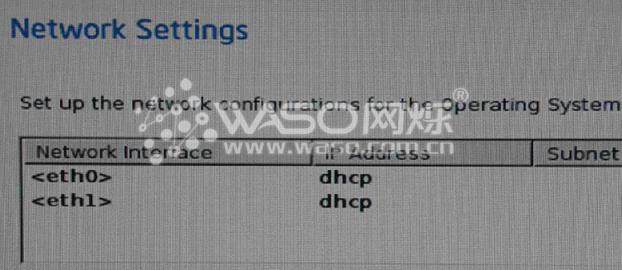 Network Settings
Set up the network configurations for the Operating System
WASO网烁®
www.waso.com.cn
Network Interface IP Address Subnet
<eth0> dhcp
<eth1> dhcp